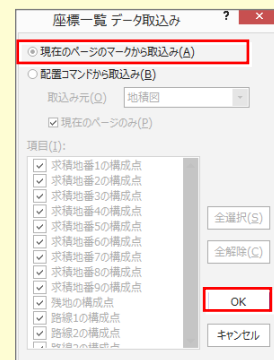 座標一覧 データ取込み ? ×
現在のページのマークから取込み(A)
配置コマンドから取込み(B)
取込み元(O) 地積図
現在のページのみ(P)
項目(I):
求積地番1の構成点
求積地番2の構成点
求積地番3の構成点
求積地番4の構成点
求積地番5の構成点
求積地番6の構成点
求積地番7の構成点
求積地番8の構成点
求積地番9の構成点
残地の構成点
路線1の構成点
路線2の構成点
路線3の構成点
全選択(S)
全解除(C)
OK
キャンセル